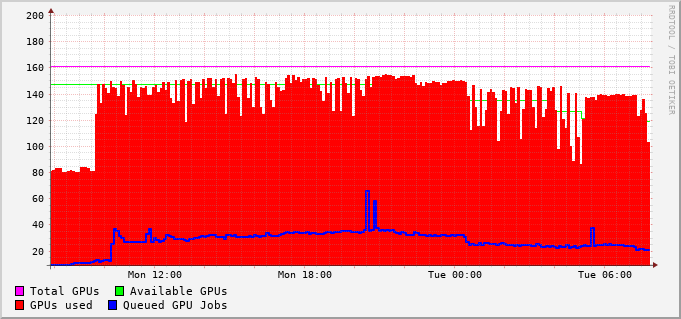 200
180
160
140
120
100
80
60
40
20
Mon 12:00 Mon 18:00 Tue 00:00 Tue 06:00
Total GPUs Available GPUs
GPUs used Queued GPU Jobs
RRDTOOL / TOBI OETIKER